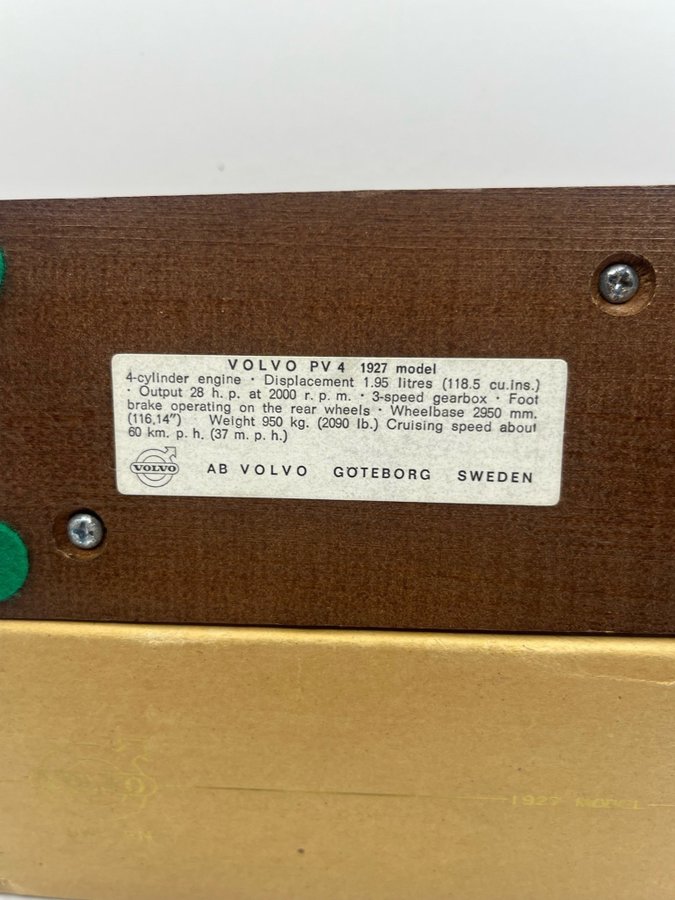 VOLVO PV 4 1927 model
4-cylinder engine · Displacement 1.95 litres (118.5 cu.ins.)
· Output 28 h. p. at 2000 r. p. m. · 3-speed gearbox · Foot
brake operating on the rear wheels · Wheelbase 2950 mm.
(116,14″) Weight 950 kg. (2090 lb.) Cruising speed about
60 km. p. h. (37 m. p. h.)
VOLVO AB VOLVO GÖTEBORG SWEDEN
1927 MODEL